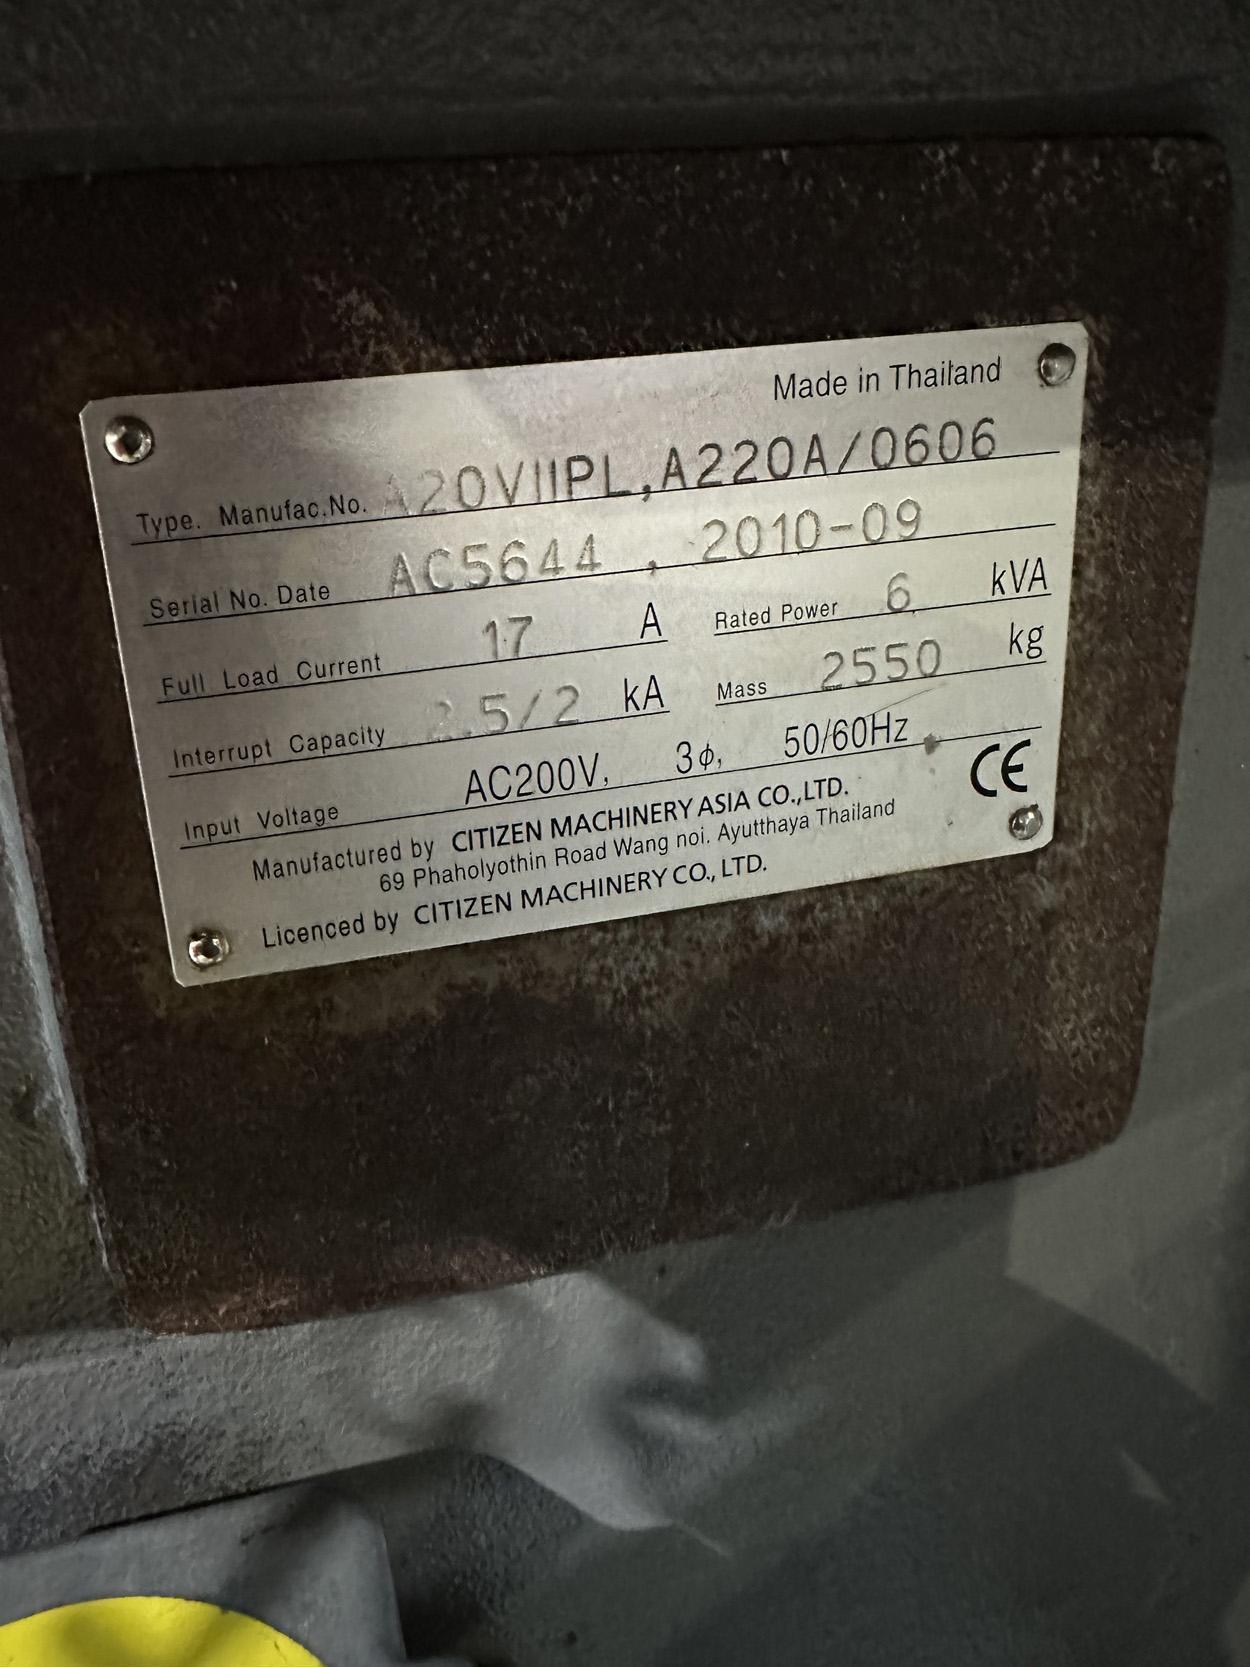 Made in Thailand
Type. Manufac.No. A20VIIPL,A220A/0606
Serial No. Date AC5644 , 2010-09
Full Load Current 17 A Rated Power 6 kVA
Interrupt Capacity 2.5/2 kA Mass 2550 kg
Input Voltage AC200V, 3ϕ, 50/60Hz
CE
Manufactured by CITIZEN MACHINERY ASIA CO.,LTD.
69 Phaholyothin Road Wang noi. Ayutthaya Thailand
Licenced by CITIZEN MACHINERY CO., LTD.